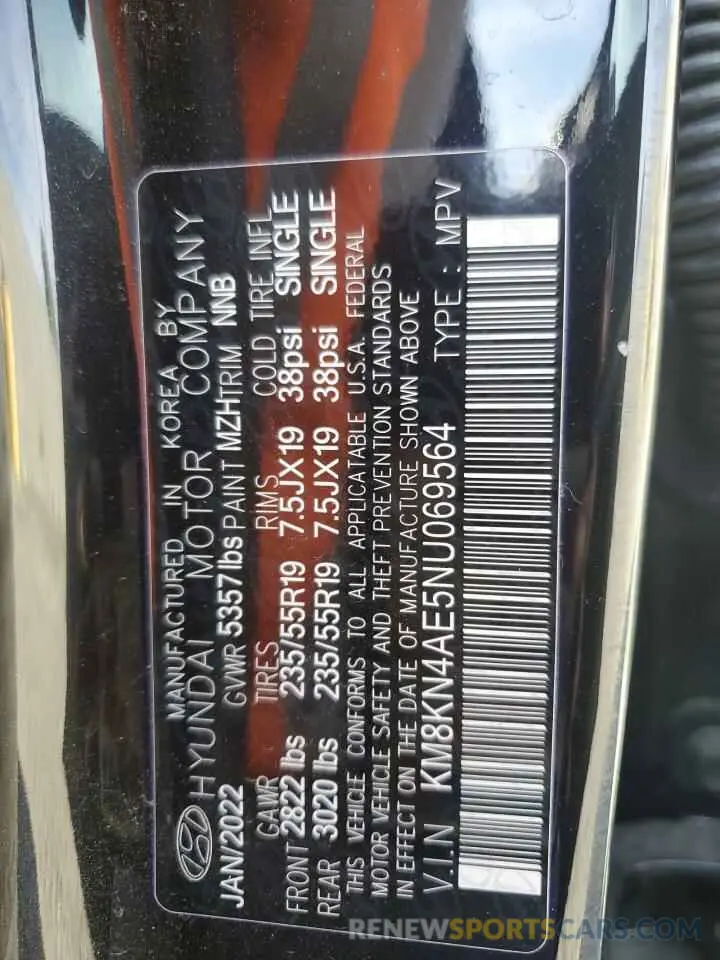 MANUFACTURED IN KOREA BY
HYUNDAI MOTOR COMPANY
JAN/2022 GVWR 5357 lbs PAINT MZHTRIM NNB
GAWR TIRES RIMS COLD TIRE INFL
FRONT 2822 lbs 235/55R19 7.5JX19 38psi SINGLE
REAR 3020 lbs 235/55R19 7.5JX19 38psi SINGLE
THIS VEHICLE CONFORMS TO ALL APPLICATABLE U.S.A. FEDERAL
MOTOR VEHICLE SAFETY AND THEFT PREVENTION STANDARDS
IN EFFECT ON THE DATE OF MANUFACTURE SHOWN ABOVE
V.I.N KM8KN4AE5NU069564 TYPE : MPV
RENEWSPORTSCARS.COM